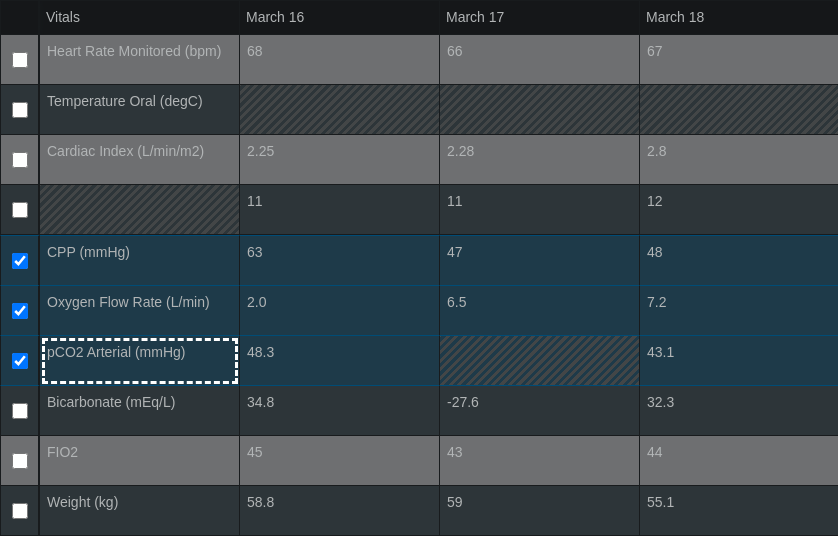 Vitals March 16 March 17 March 18
Heart Rate Monitored (bpm) 68 66 67
Temperature Oral (degC)
Cardiac Index (L/min/m2) 2.25 2.28 2.8
11 11 12
CPP (mmHg) 63 47 48
Oxygen Flow Rate (L/min) 2.0 6.5 7.2
pCO2 Arterial (mmHg) 48.3 43.1
Bicarbonate (mEq/L) 34.8 -27.6 32.3
FIO2 45 43 44
Weight (kg) 58.8 59 55.1